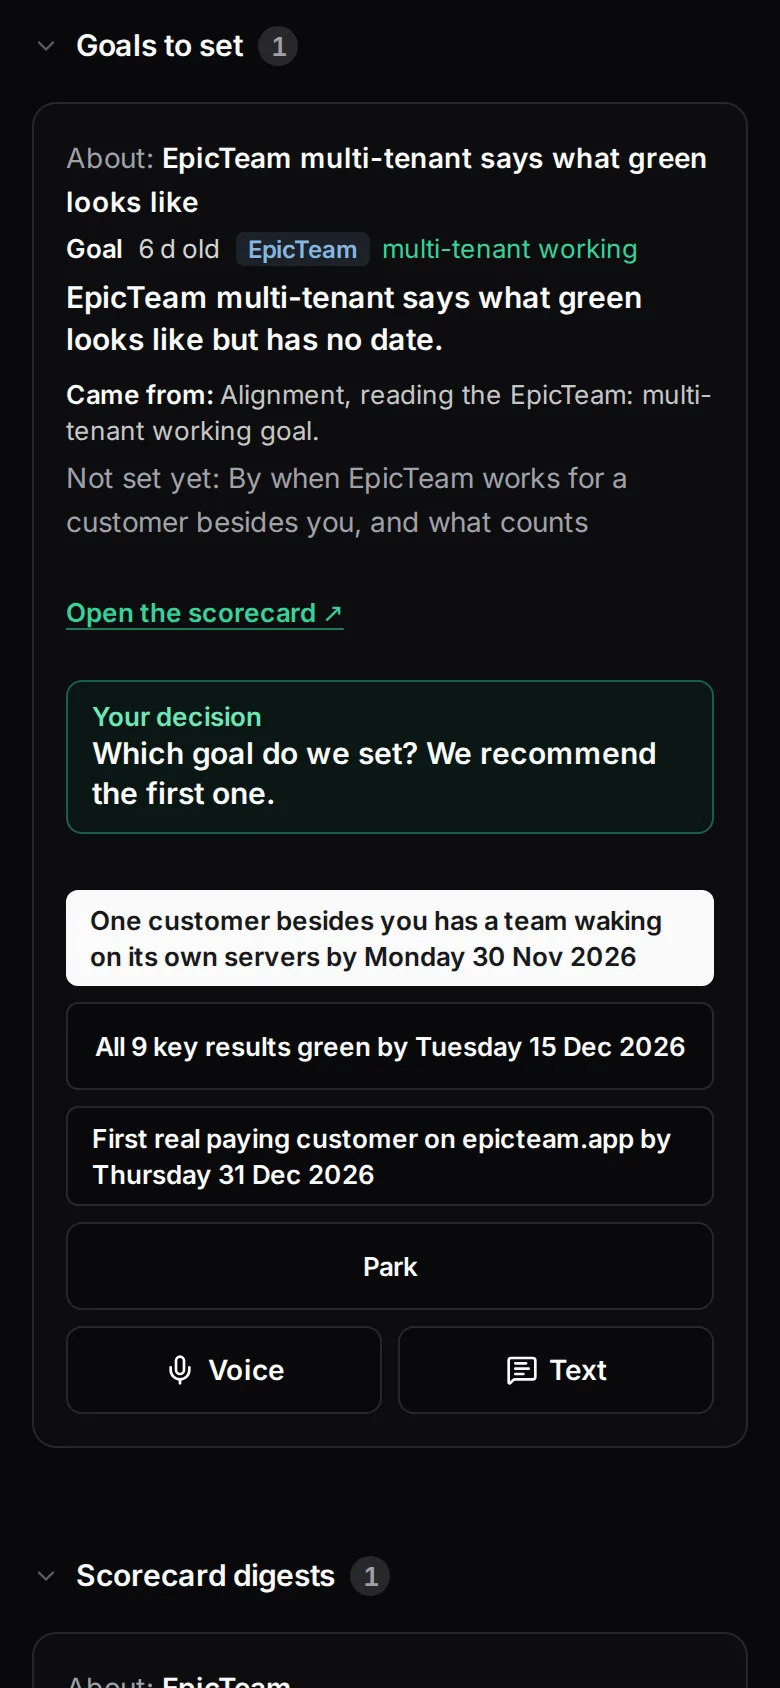 Goals to set 1
About: EpicTeam multi-tenant says what green
looks like
Goal 6 d old EpicTeam multi-tenant working
EpicTeam multi-tenant says what green
looks like but has no date.
Came from: Alignment, reading the EpicTeam: multi-
tenant working goal.
Not set yet: By when EpicTeam works for a
customer besides you, and what counts
Open the scorecard ↗
Your decision
Which goal do we set? We recommend
the first one.
One customer besides you has a team waking
on its own servers by Monday 30 Nov 2026
All 9 key results green by Tuesday 15 Dec 2026
First real paying customer on epicteam.app by
Thursday 31 Dec 2026
Park
Voice Text
Scorecard digests 1
About: EpicTeam